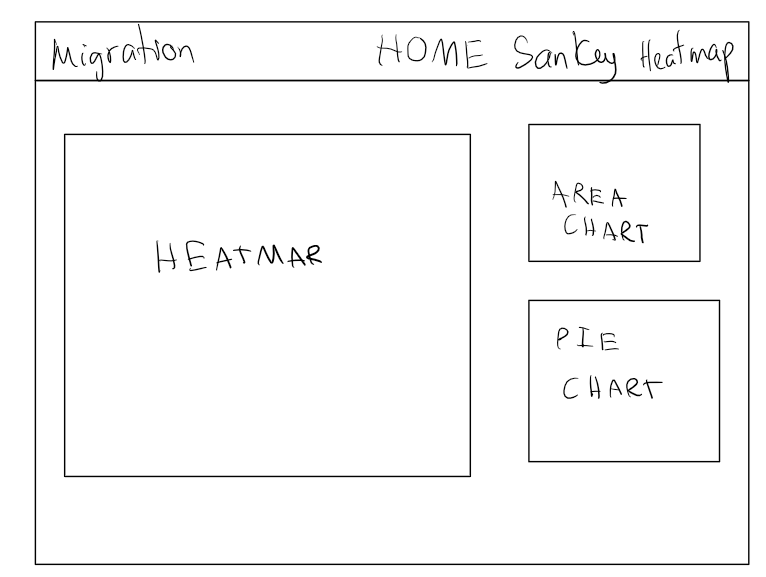 Migration HOME Sankey Heatmap
HEATMAR
AREA
CHART
PIE
CHART